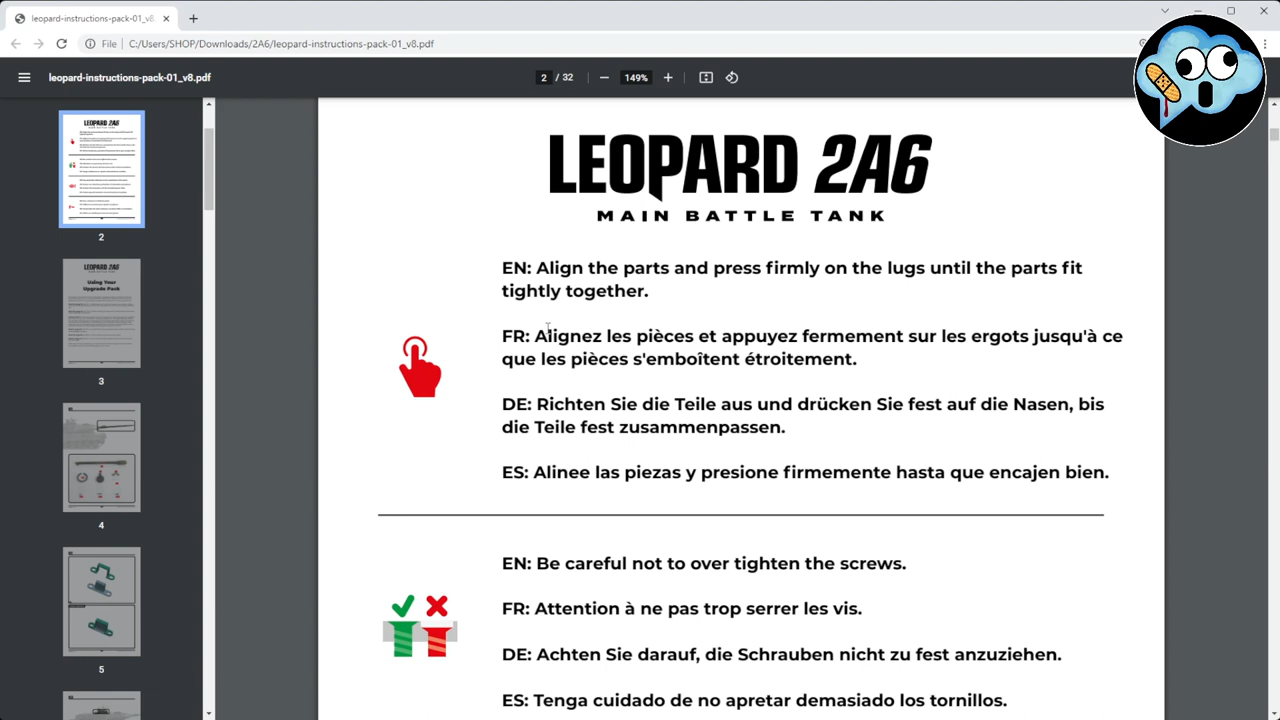 leopard-instructions-pack-01_v8.
File C:/Users/SHOP/Downloads/2A6/leopard-instructions-pack-01_v8.pdf
leopard-instructions-pack-01_v8.pdf
2 / 32
149%
LEOPARD 2A6
MAIN BATTLE TANK
EN: Align the parts and press firmly on the lugs until the parts fit
tightly together.
FR: Alignez les pièces et appuyez fermement sur les ergots jusqu'à ce
que les pièces s'emboîtent étroitement.
DE: Richten Sie die Teile aus und drücken Sie fest auf die Nasen, bis
die Teile fest zusammenpassen.
ES: Alinee las piezas y presione firmemente hasta que encajen bien.
EN: Be careful not to over tighten the screws.
FR: Attention à ne pas trop serrer les vis.
DE: Achten Sie darauf, die Schrauben nicht zu fest anzuziehen.
ES: Tenga cuidado de no apretar demasiado los tornillos.
2
LEOPARD 2A6
Using Your
Upgrade Pack
3
4
5